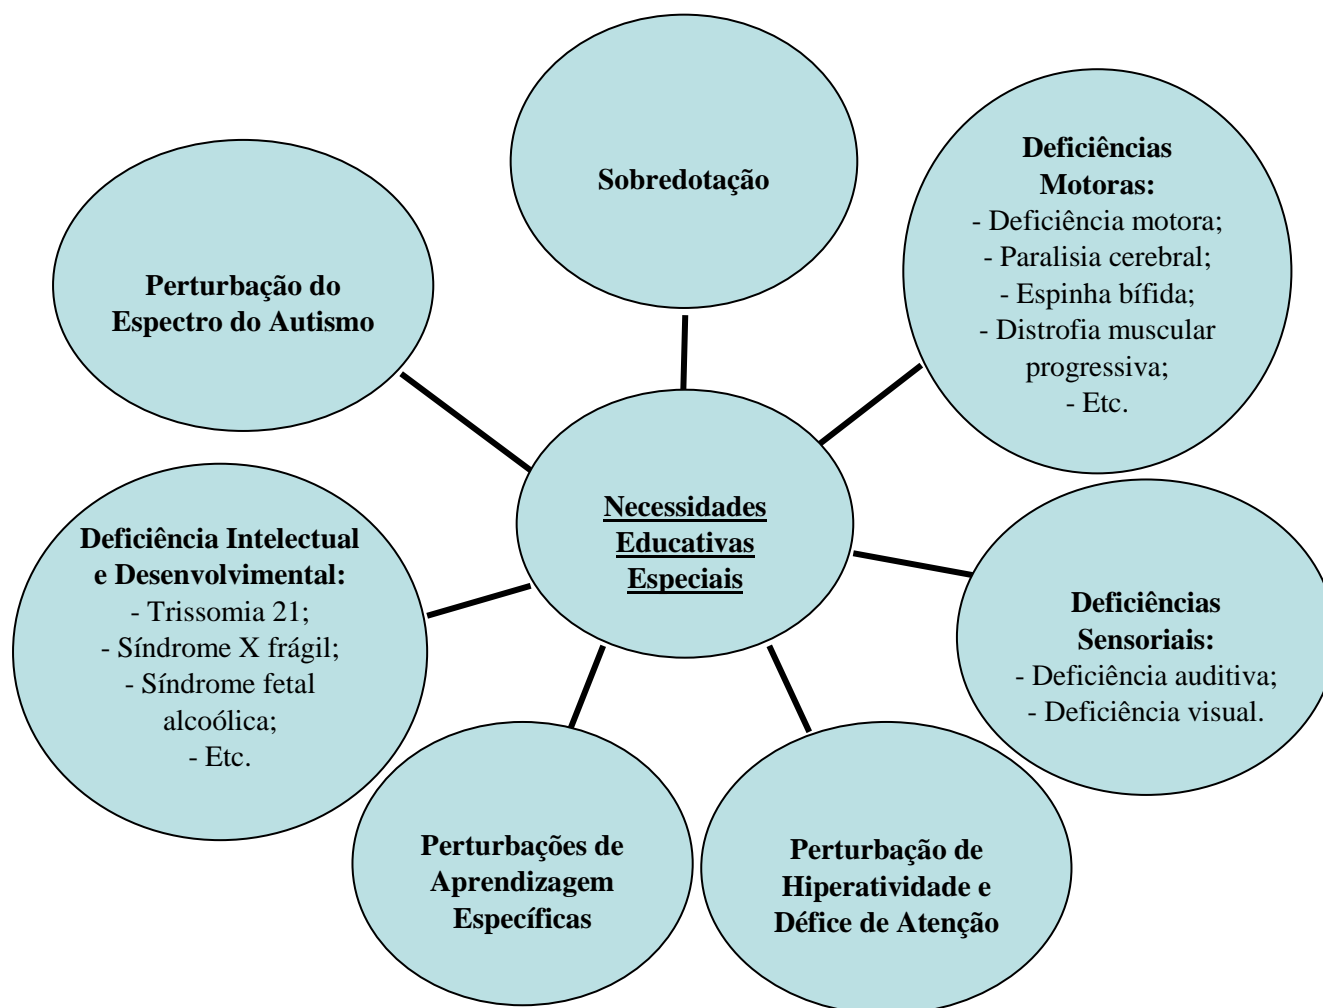 Sobredotação
Deficiências
Motoras:
- Deficiência motora;
- Paralisia cerebral;
- Espinha bífida;
- Distrofia muscular
progressiva;
- Etc.
Perturbação do
Espectro do Autismo
Necessidades
Educativas
Especiais
Deficiência Intelectual
e Desenvolvimental:
- Trissomia 21;
- Síndrome X frágil;
- Síndrome fetal
alcoólica;
- Etc.
Deficiências
Sensoriais:
- Deficiência auditiva;
- Deficiência visual.
Perturbações de
Aprendizagem
Específicas
Perturbação de
Hiperatividade e
Défice de Atenção